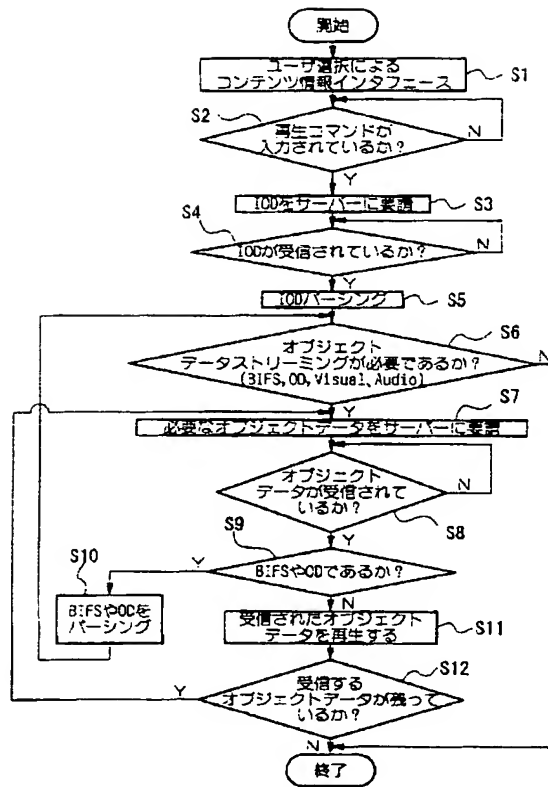 開始
ユーザ選択による
コンテンツ情報インタフェース
S1
S2
再生コマンドが
入力されているか？
N
Y
IODをサーバーに要請
S3
S4
IODが受信されているか？
N
Y
IODパーシング
S5
S6
オブジェクト
データストリーミングが必要であるか？
(BIFS,OD,Visual、Audio)
N
Y
S7
必要なオブジェクトデータをサーバーに要請
オブジェクト
データが受信されて
いるか？
N
S8
Y
S9
BIFSやODであるか？
Y
N
S10
BIFSやODを
パーシング
受信されたオブジェクト
データを再生する
S11
S12
受信する
オブジェクトデータが残って
いるか？
Y
N
終了